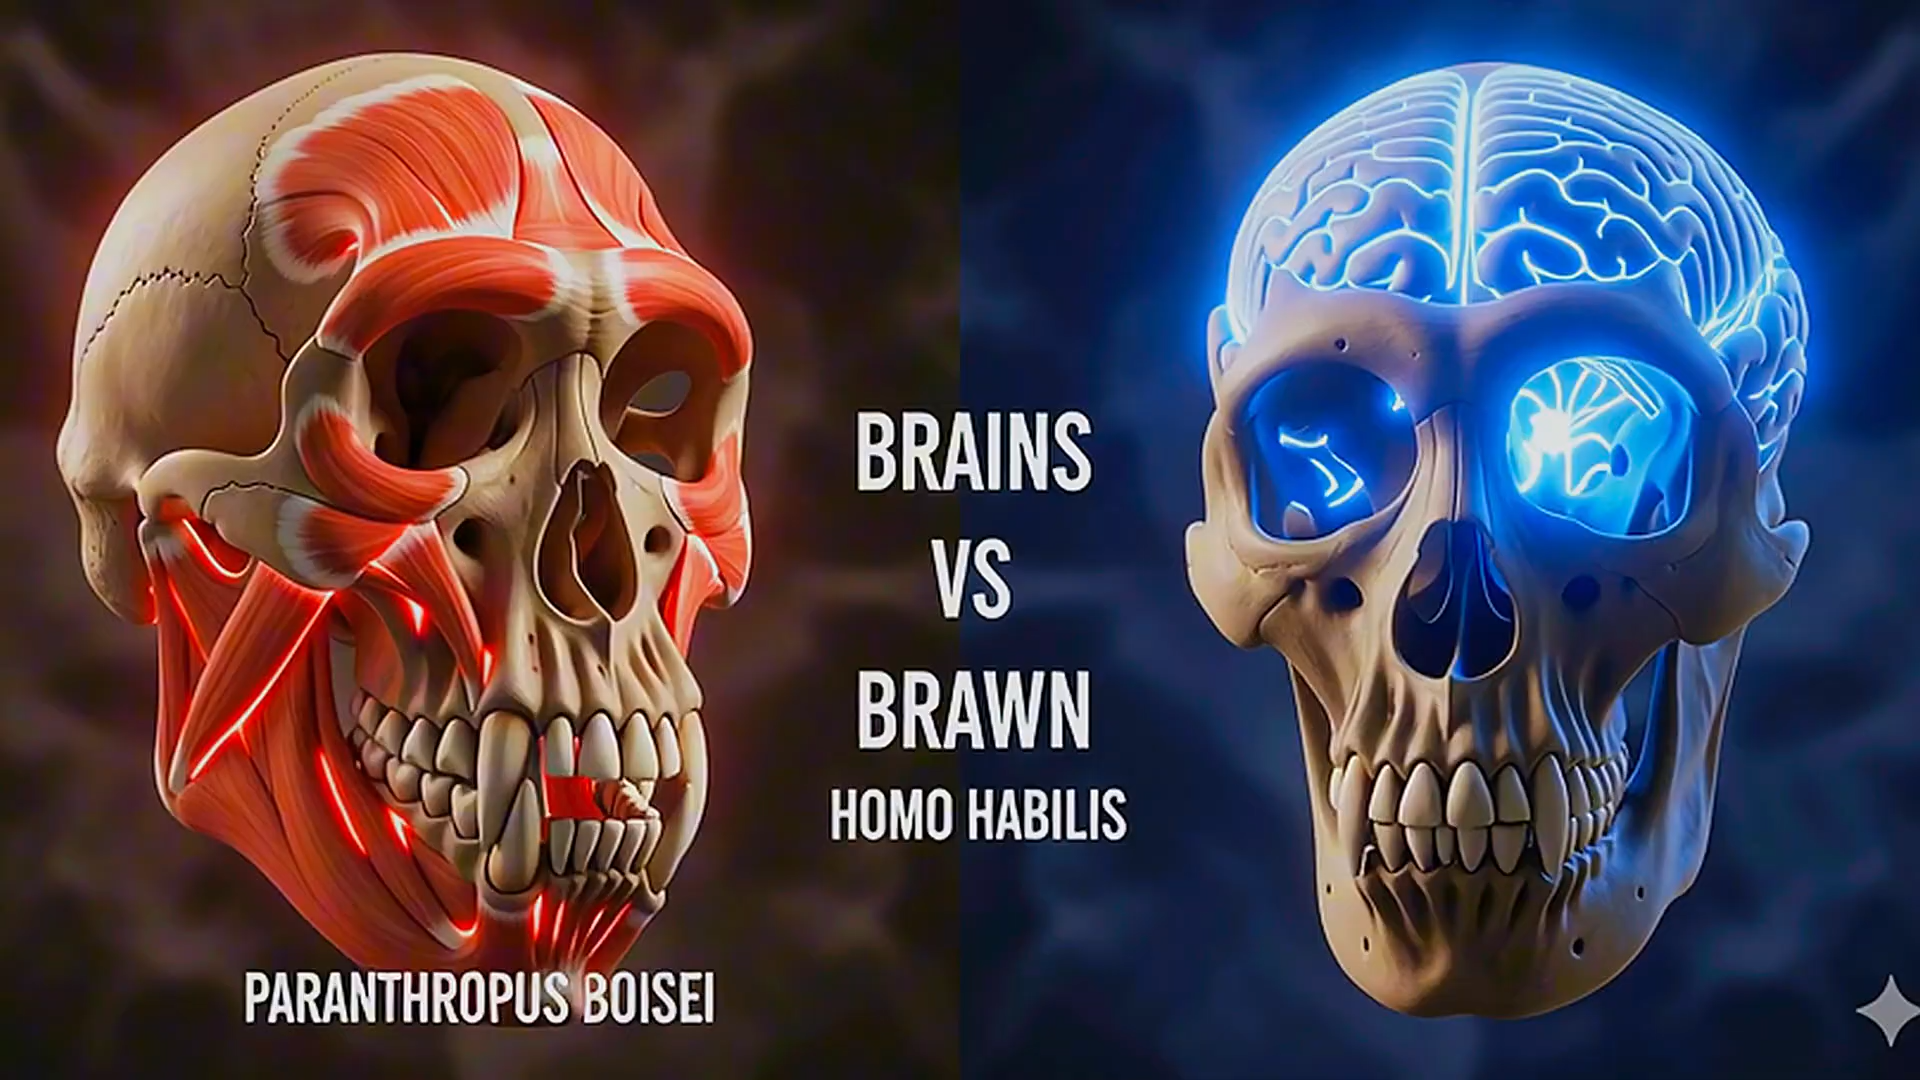 BRAINS
VS
BRAWN
HOMO HABILIS
PARANTHROPUS BOISEI